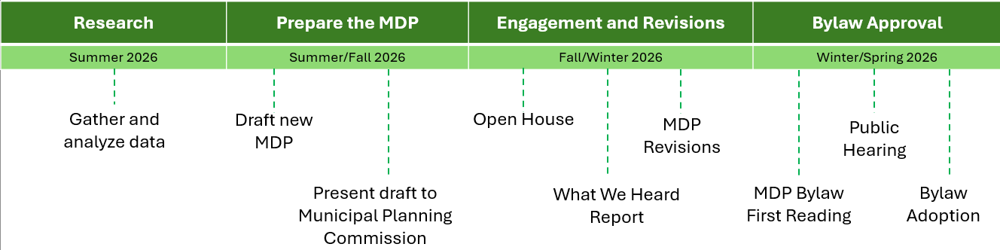 Research
Prepare the MDP
Engagement and Revisions
Bylaw Approval
Summer 2026
Summer/Fall 2026
Fall/Winter 2026
Winter/Spring 2026
Gather and
analyze data
Draft new
MDP
Present draft to
Municipal Planning
Commission
Open House
What We Heard
Report
MDP
Revisions
MDP Bylaw
First Reading
Public
Hearing
Bylaw
Adoption